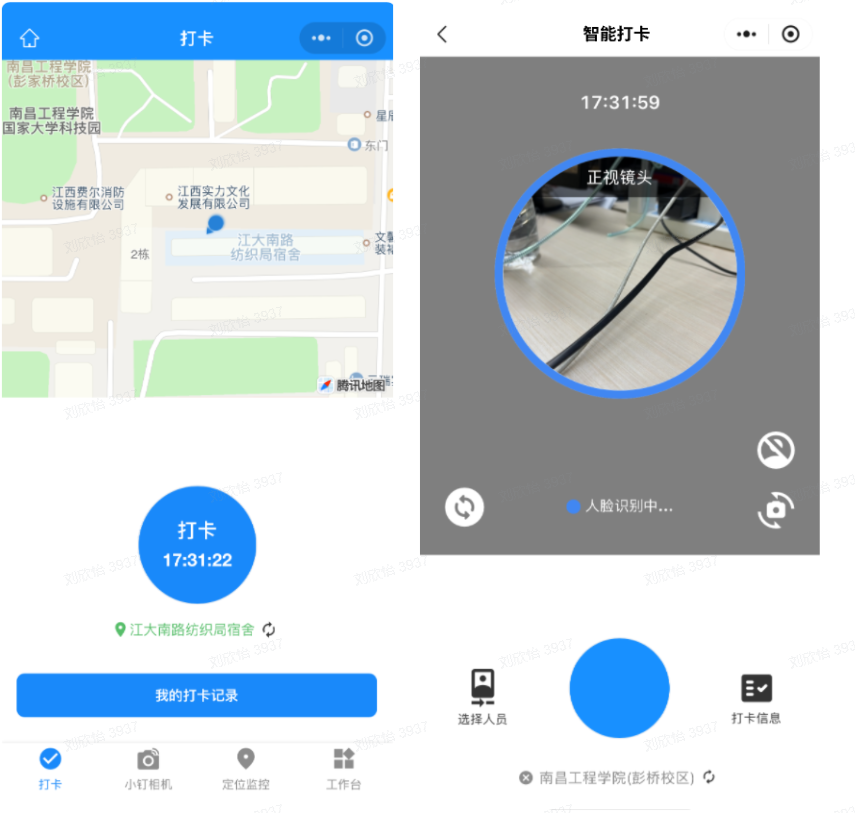 打卡
南昌工程学院
(彭家桥校区)
南昌工程学院
国家大学科技园
星
东门
江西费尔消防
设施有限公司
江西实力文化
发展有限公司
江大南路
纺织局宿舍
文
装
2栋
腾讯地图
打卡
17:31:22
江大南路纺织局宿舍
我的打卡记录
打卡
小钉相机
定位监控
工作台
智能打卡
17:31:59
正视镜头
人脸识别中...
选择人员
打卡信息
南昌工程学院(彭桥校区)
刘欣怡 3937